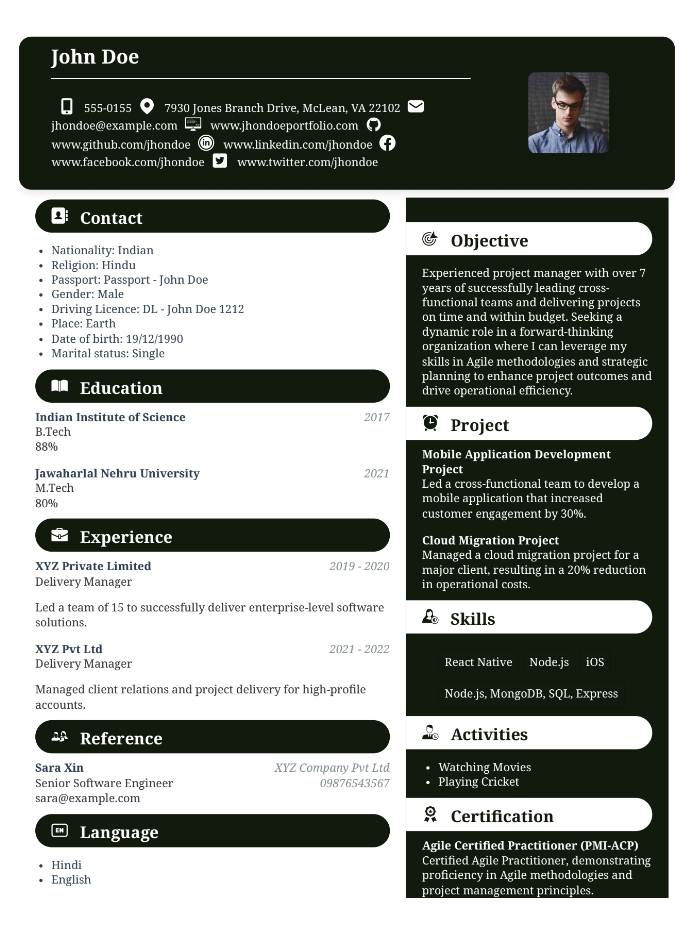 John Doe
555-0155 7930 Jones Branch Drive, McLean, VA 22102
jhondoe@example.com www.jhondoeportfolio.com
www.github.com/jhondoe www.linkedin.com/jhondoe
www.facebook.com/jhondoe www.twitter.com/jhondoe
Contact
• Nationality: Indian
• Religion: Hindu
• Passport: Passport - John Doe
• Gender: Male
• Driving Licence: DL - John Doe 1212
• Place: Earth
• Date of birth: 19/12/1990
• Marital status: Single
Education
Indian Institute of Science 2017
B.Tech
88%
Jawaharlal Nehru University 2021
M.Tech
80%
Experience
XYZ Private Limited 2019 - 2020
Delivery Manager
Led a team of 15 to successfully deliver enterprise-level software
solutions.
XYZ Pvt Ltd 2021 - 2022
Delivery Manager
Managed client relations and project delivery for high-profile
accounts.
Reference
Sara Xin XYZ Company Pvt Ltd
Senior Software Engineer 09876543567
sara@example.com
EN Language
• Hindi
• English
Objective
Experienced project manager with over 7
years of successfully leading cross-
functional teams and delivering projects
on time and within budget. Seeking a
dynamic role in a forward-thinking
organization where I can leverage my
skills in Agile methodologies and strategic
planning to enhance project outcomes and
drive operational efficiency.
Project
Mobile Application Development
Project
Led a cross-functional team to develop a
mobile application that increased
customer engagement by 30%.
Cloud Migration Project
Managed a cloud migration project for a
major client, resulting in a 20% reduction
in operational costs.
Skills
React Native Node.js iOS
Node.js, MongoDB, SQL, Express
Activities
• Watching Movies
• Playing Cricket
Certification
Agile Certified Practitioner (PMI-ACP)
Certified Agile Practitioner, demonstrating
proficiency in Agile methodologies and
project management principles.